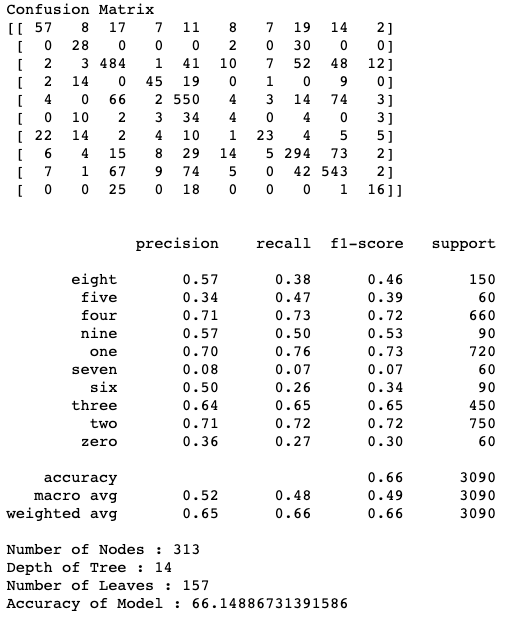 Confusion Matrix
[[ 57 8 17 7 11 8 7 19 14 2]
[ 0 28 0 0 0 2 0 30 0 0]
[ 2 3 484 1 41 10 7 52 48 12]
[ 2 14 0 45 19 0 1 0 9 0]
[ 4 0 66 2 550 4 3 14 74 3]
[ 0 10 2 3 34 4 0 4 0 3]
[ 22 14 2 4 10 1 23 4 5 5]
[ 6 4 15 8 29 14 5 294 73 2]
[ 7 1 67 9 74 5 0 42 543 2]
[ 0 0 25 0 18 0 0 0 1 16]]
precision recall f1-score support
eight 0.57 0.38 0.46 150
five 0.34 0.47 0.39 60
four 0.71 0.73 0.72 660
nine 0.57 0.50 0.53 90
one 0.70 0.76 0.73 720
seven 0.08 0.07 0.07 60
six 0.50 0.26 0.34 90
three 0.64 0.65 0.65 450
two 0.71 0.72 0.72 750
zero 0.36 0.27 0.30 60
accuracy 0.66 3090
macro avg 0.52 0.48 0.49 3090
weighted avg 0.65 0.66 0.66 3090
Number of Nodes : 313
Depth of Tree : 14
Number of Leaves : 157
Accuracy of Model : 66.14886731391586